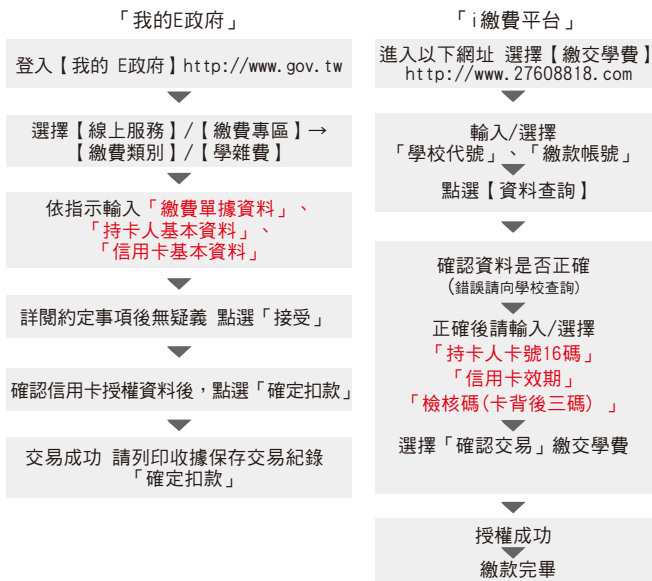 「我的E政府」
登入【我的 E政府】http://www.gov.tw
選擇【線上服務】/【繳費專區】→
【繳費類別】/【學雜費】
依指示輸入「繳費單據資料」、
「持卡人基本資料」、
「信用卡基本資料」
詳閱約定事項後無疑義 點選「接受」
確認信用卡授權資料後，點選「確定扣款」
交易成功 請列印收據保存交易紀錄
「確定扣款」
「i繳費平台」
進入以下網址 選擇【繳交學費】
http://www.27608818.com
輸入/選擇
「學校代號」、「繳款帳號」
點選【資料查詢】
確認資料是否正確
(錯誤請向學校查詢)
正確後請輸入/選擇
「持卡人卡號16碼」
「信用卡效期」
「檢核碼(卡背後三碼) 」
選擇「確認交易」繳交學費
授權成功
繳款完畢